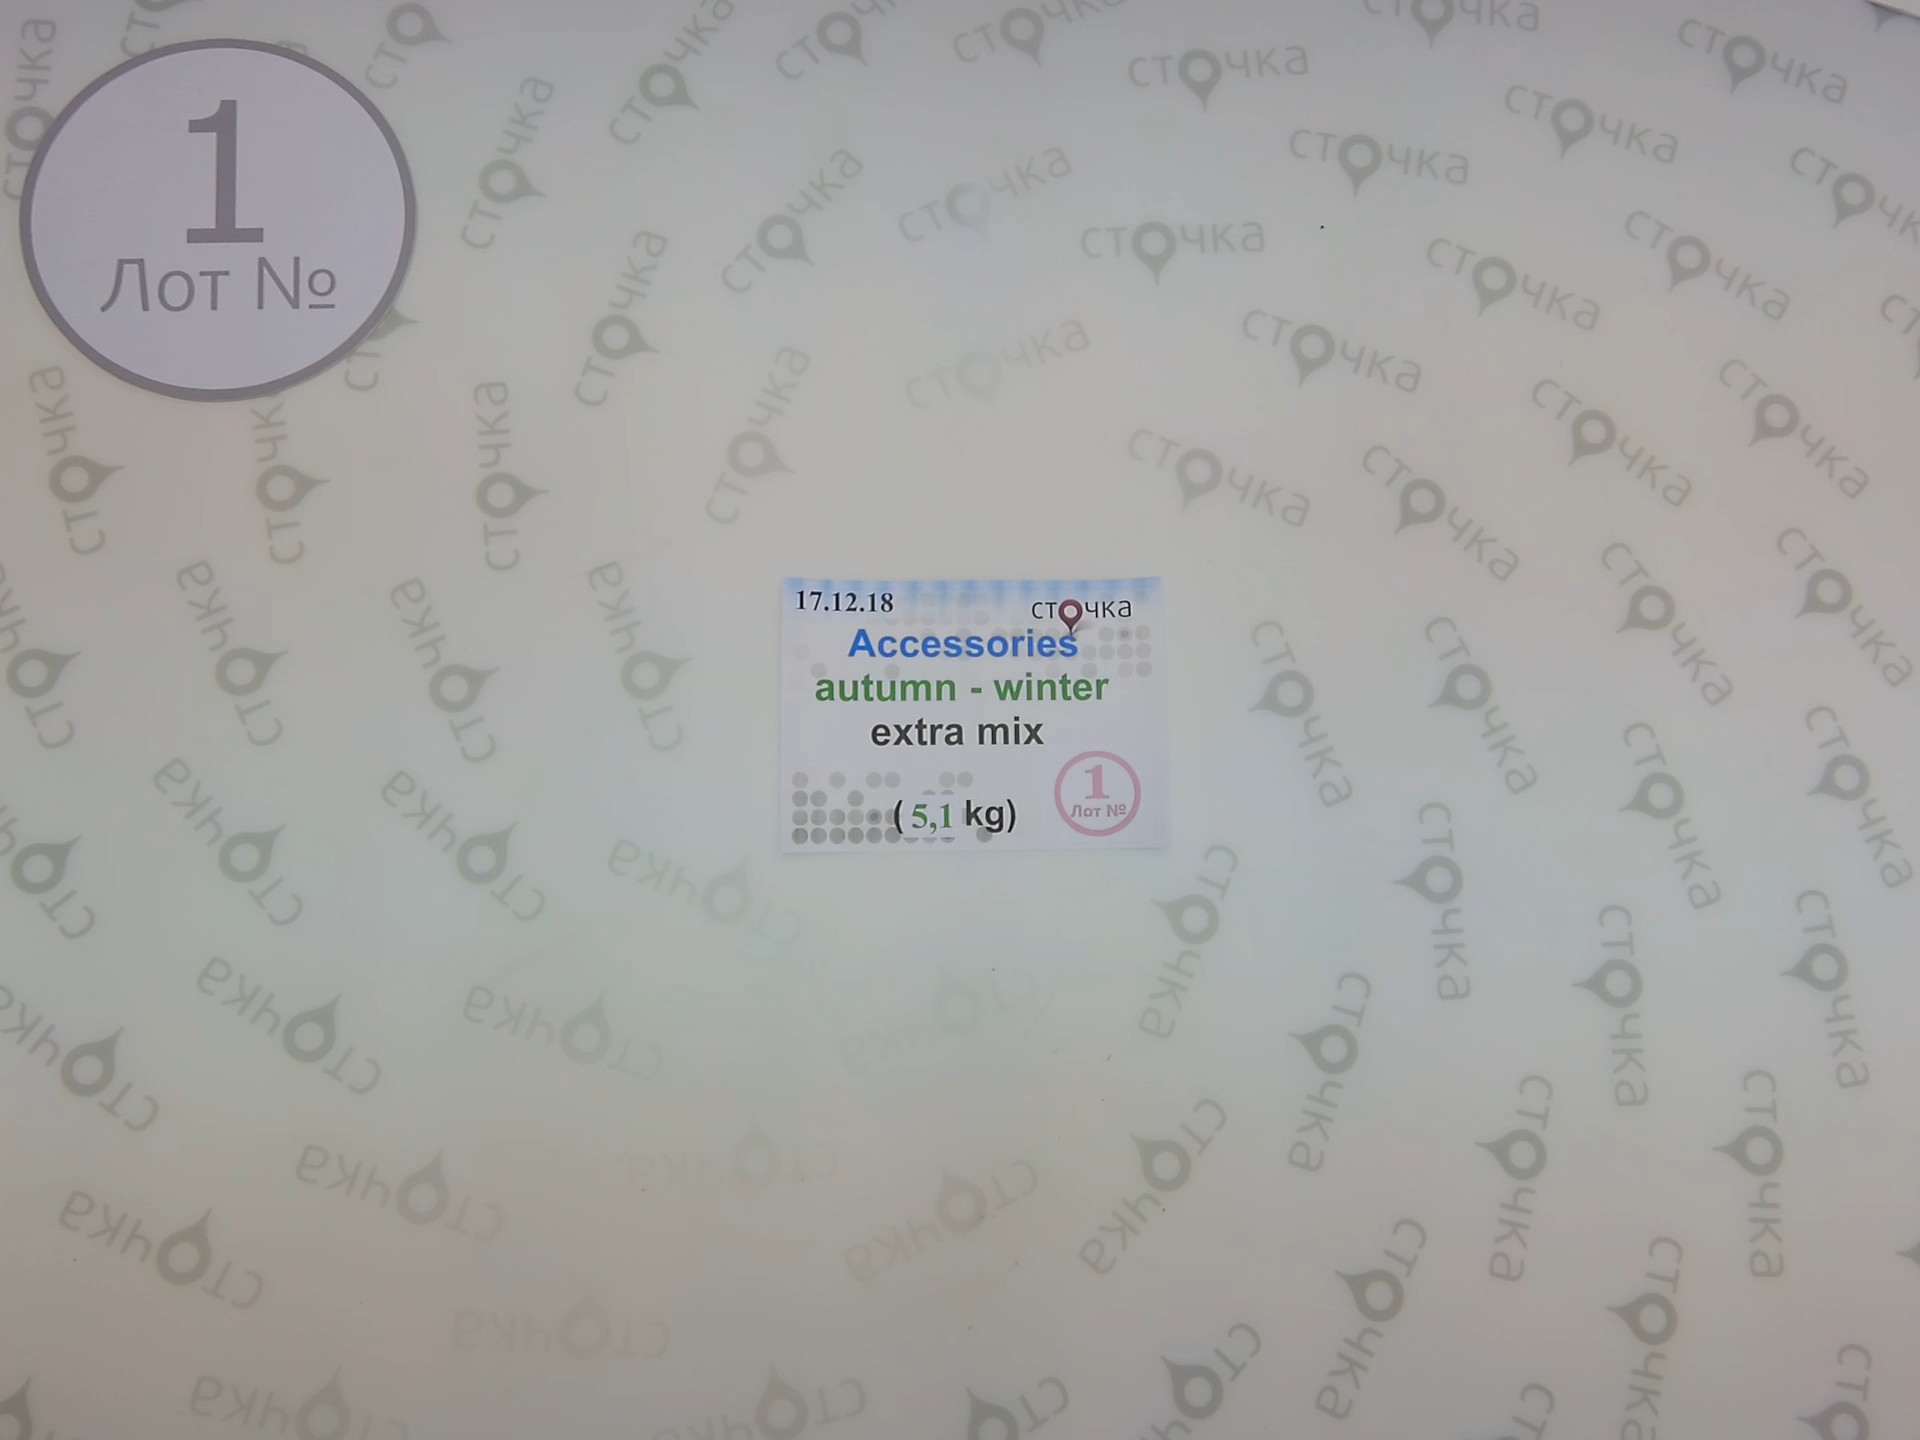 1
Лот №
17.12.18
сточка
Accessories
autumn - winter
extra mix
( 5,1 kg)
1
Лот №